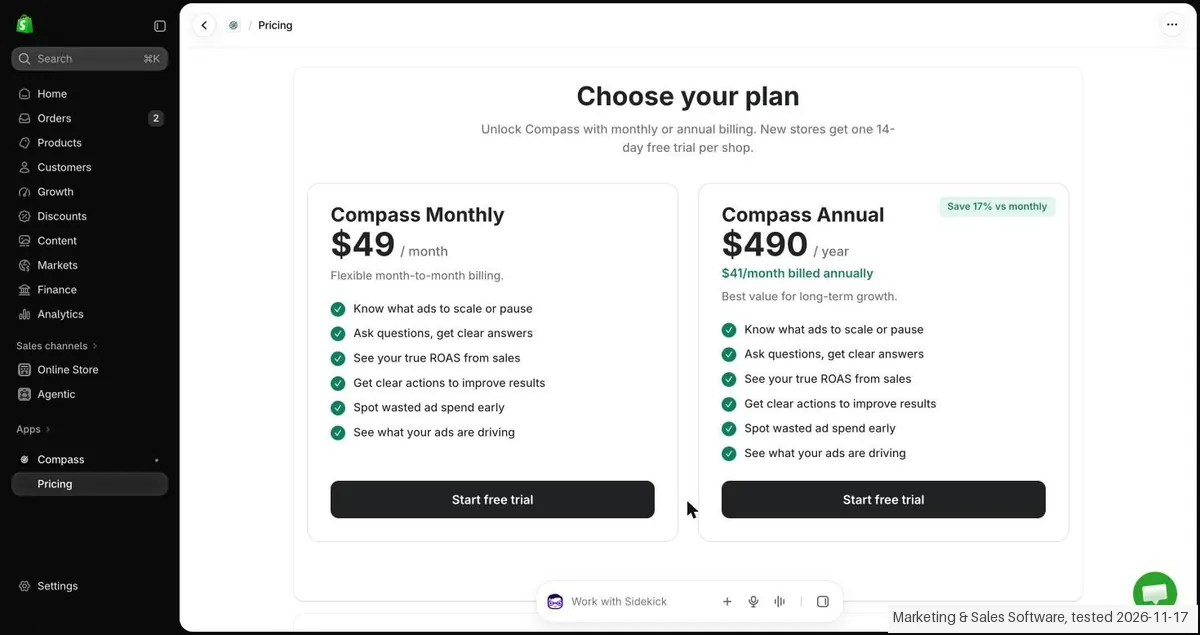 Search ⌘K
Home
Orders 2
Products
Customers
Growth
Discounts
Content
Markets
Finance
Analytics
Sales channels
Online Store
Agentic
Apps
Compass
Pricing
Settings
/ Pricing
Choose your plan
Unlock Compass with monthly or annual billing. New stores get one 14-
day free trial per shop.
Compass Monthly
$49 / month
Flexible month-to-month billing.
Know what ads to scale or pause
Ask questions, get clear answers
See your true ROAS from sales
Get clear actions to improve results
Spot wasted ad spend early
See what your ads are driving
Start free trial
Compass Annual
Save 17% vs monthly
$490 / year
$41/month billed annually
Best value for long-term growth.
Know what ads to scale or pause
Ask questions, get clear answers
See your true ROAS from sales
Get clear actions to improve results
Spot wasted ad spend early
See what your ads are driving
Start free trial
Work with Sidekick
Marketing & Sales Software, tested 2026-11-17